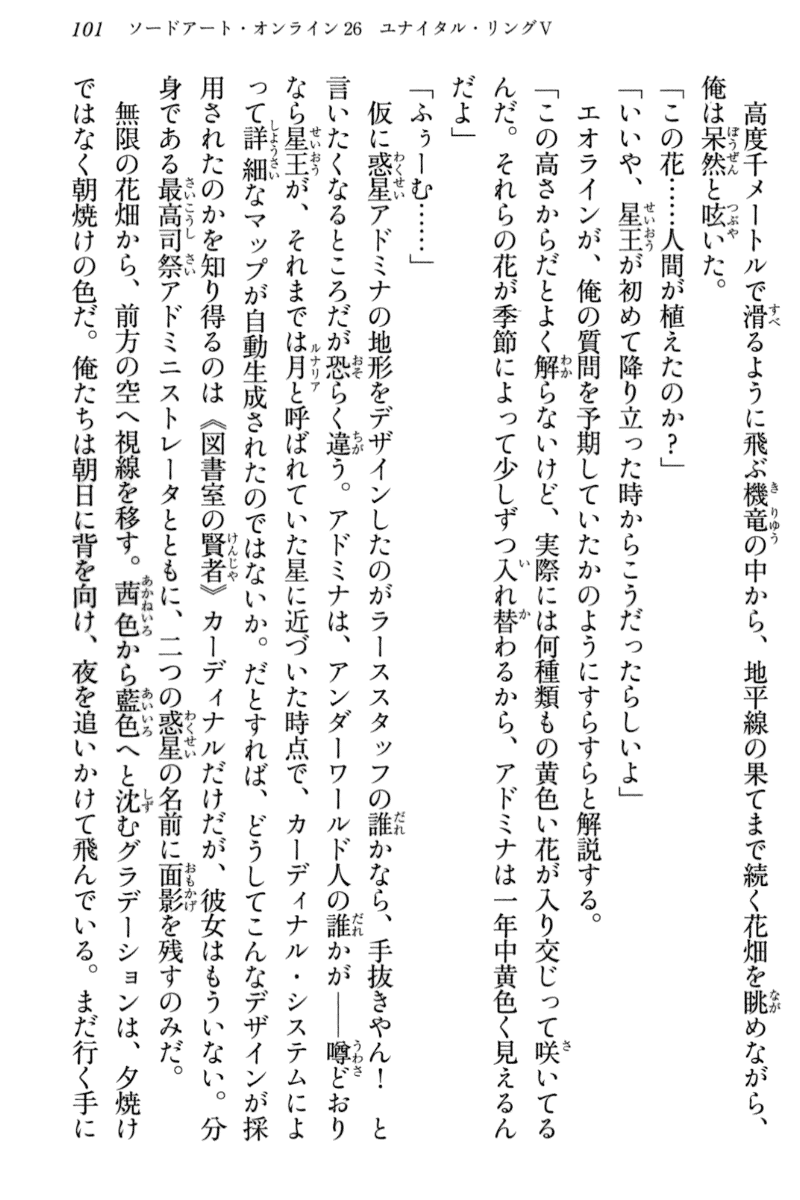 101 ソードアート・オンライン26 ユナイタル・リングⅤ
　高度千メートルで滑るように飛ぶ機竜の中から、地平線の果てまで続く花畑を眺めながら、
俺は呆然と呟いた。
「この花……人間が植えたのか？」
「いいや、星王が初めて降り立った時からこうだったらしいよ」
　エオラインが、俺の質問を予期していたかのようにすらすらと解説する。
「この高さからだとよく解らないけど、実際には何種類もの黄色い花が入り交じって咲いてる
んだ。それらの花が季節によって少しずつ入れ替わるから、アドミナは一年中黄色く見えるん
だよ」
「ふぅーむ……」
　仮に惑星アドミナの地形をデザインしたのがラーススタッフの誰かなら、手抜きやん！　と
言いたくなるところだが恐らく違う。アドミナは、アンダーワールド人の誰かが――噂どおり
なら星王が、それまでは月と呼ばれていた星に近づいた時点で、カーディナル・システムによ
って詳細なマップが自動生成されたのではないか。だとすれば、どうしてこんなデザインが採
用されたのかを知り得るのは《図書室の賢者》カーディナルだけだが、彼女はもういない。分
身である最高司祭アドミニストレータとともに、二つの惑星の名前に面影を残すのみだ。
　無限の花畑から、前方の空へ視線を移す。茜色から藍色へと沈むグラデーションは、夕焼け
ではなく朝焼けの色だ。俺たちは朝日に背を向け、夜を追いかけて飛んでいる。まだ行く手に